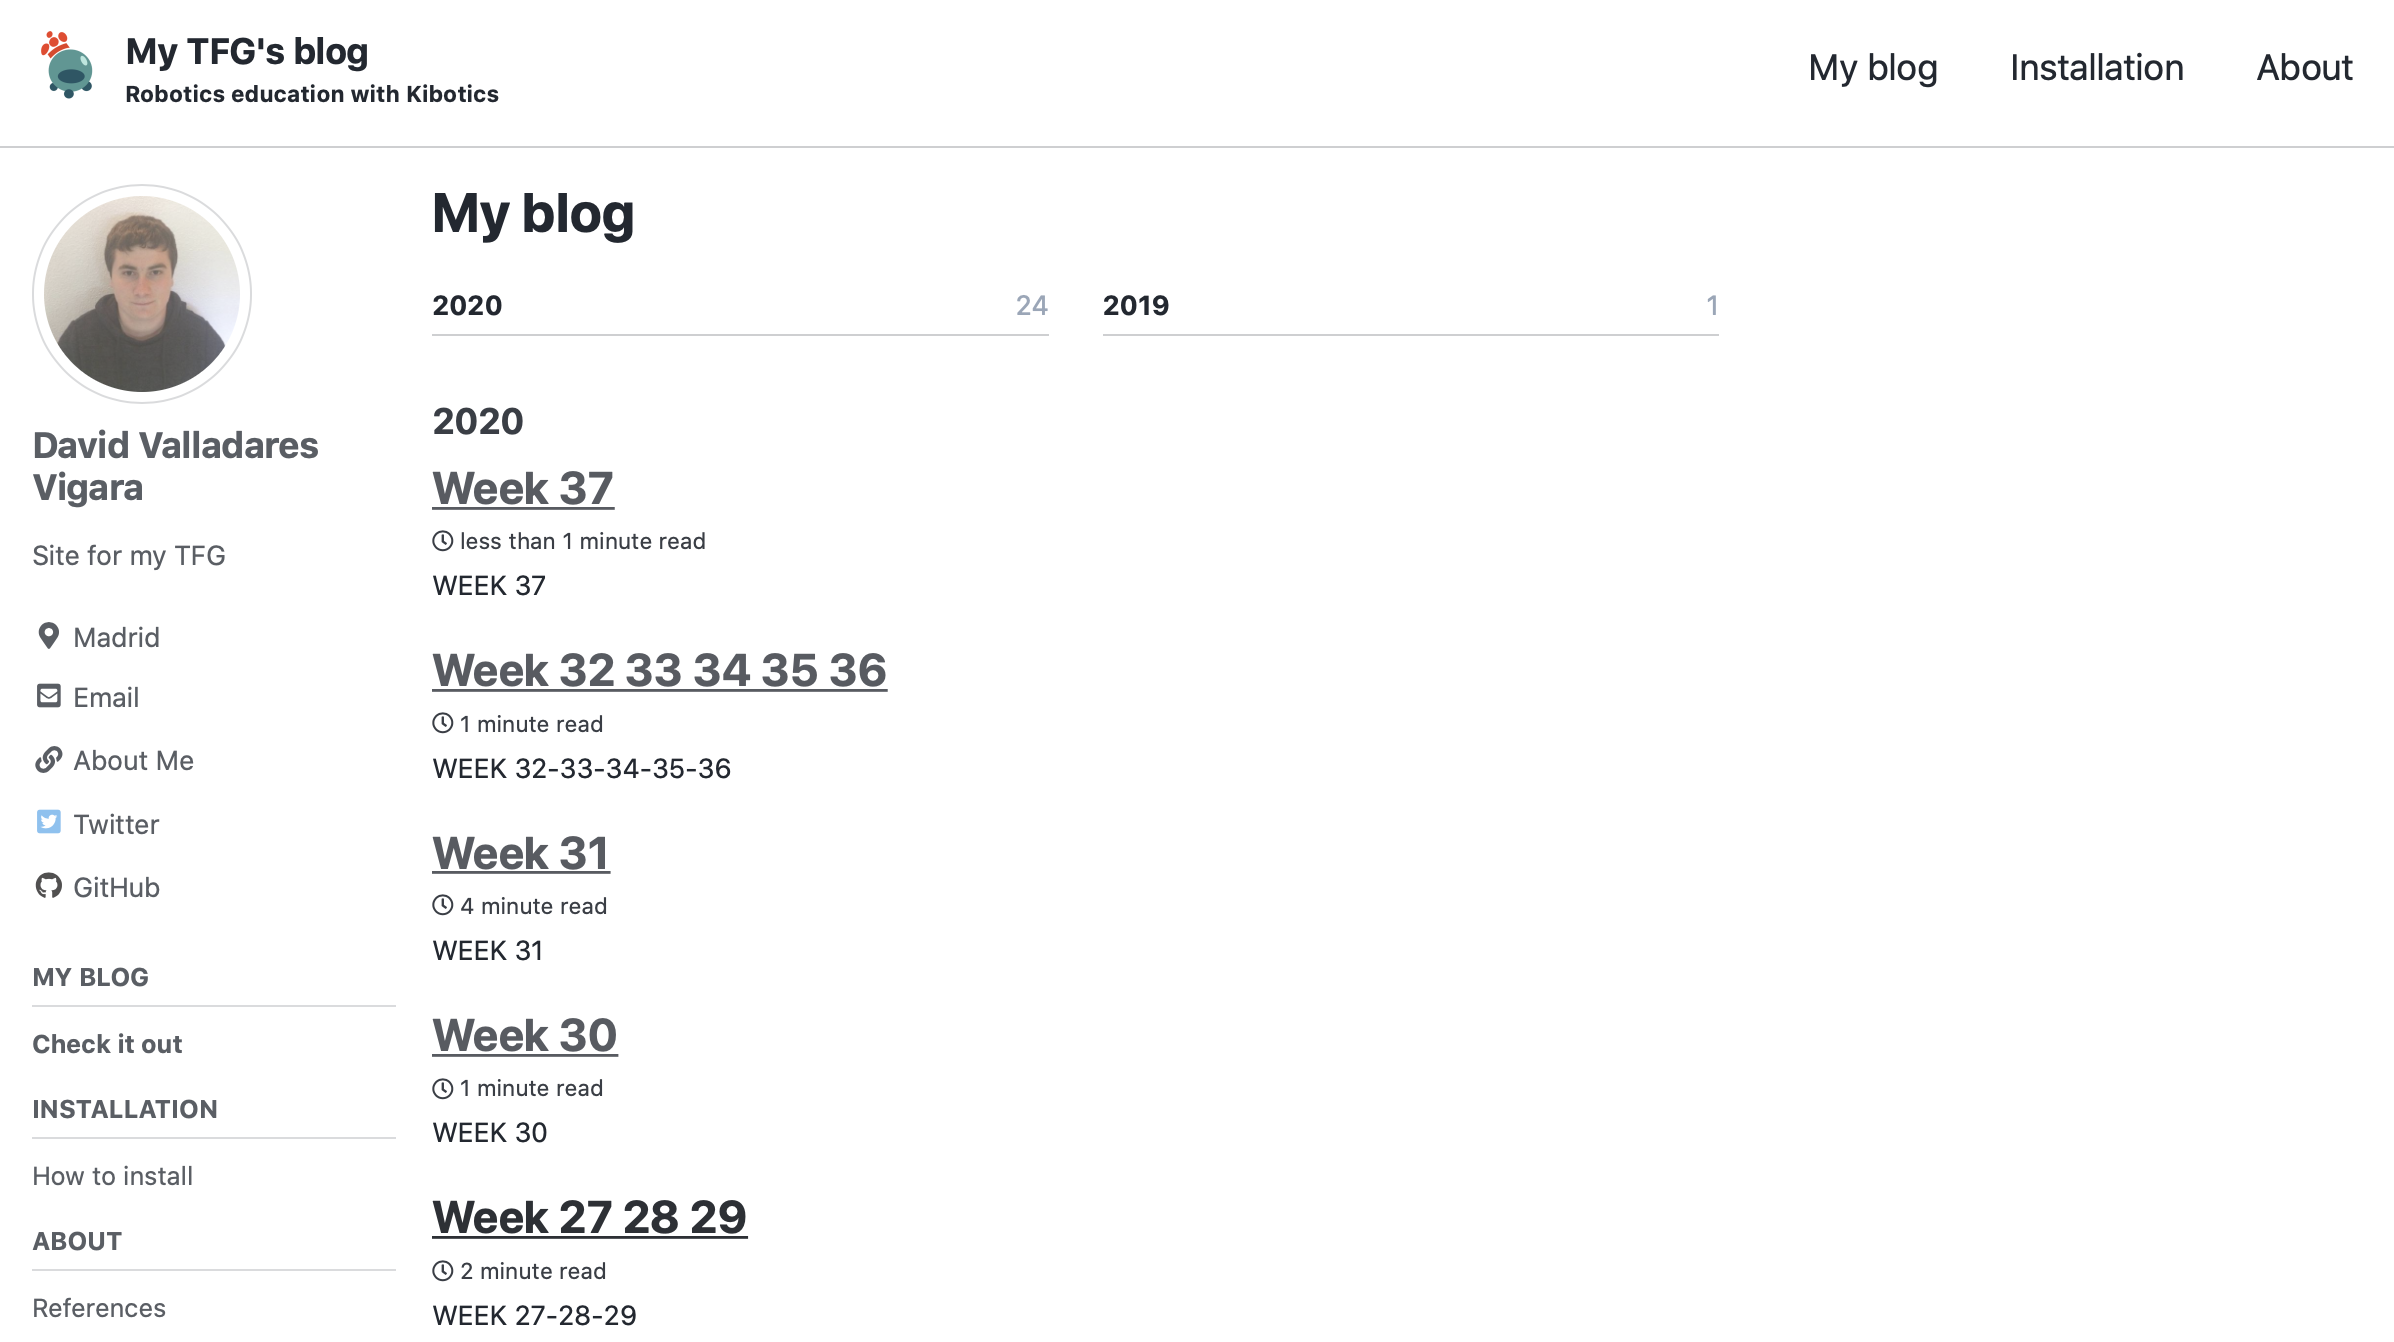 My TFG's blog
Robotics education with Kibotics
My blog
Installation
About
David Valladares
Vigara
Site for my TFG
Madrid
Email
About Me
Twitter
GitHub
MY BLOG
Check it out
INSTALLATION
How to install
ABOUT
References
My blog
2020 24
2019 1
2020
Week 37
less than 1 minute read
WEEK 37
Week 32 33 34 35 36
1 minute read
WEEK 32-33-34-35-36
Week 31
4 minute read
WEEK 31
Week 30
1 minute read
WEEK 30
Week 27 28 29
2 minute read
WEEK 27-28-29